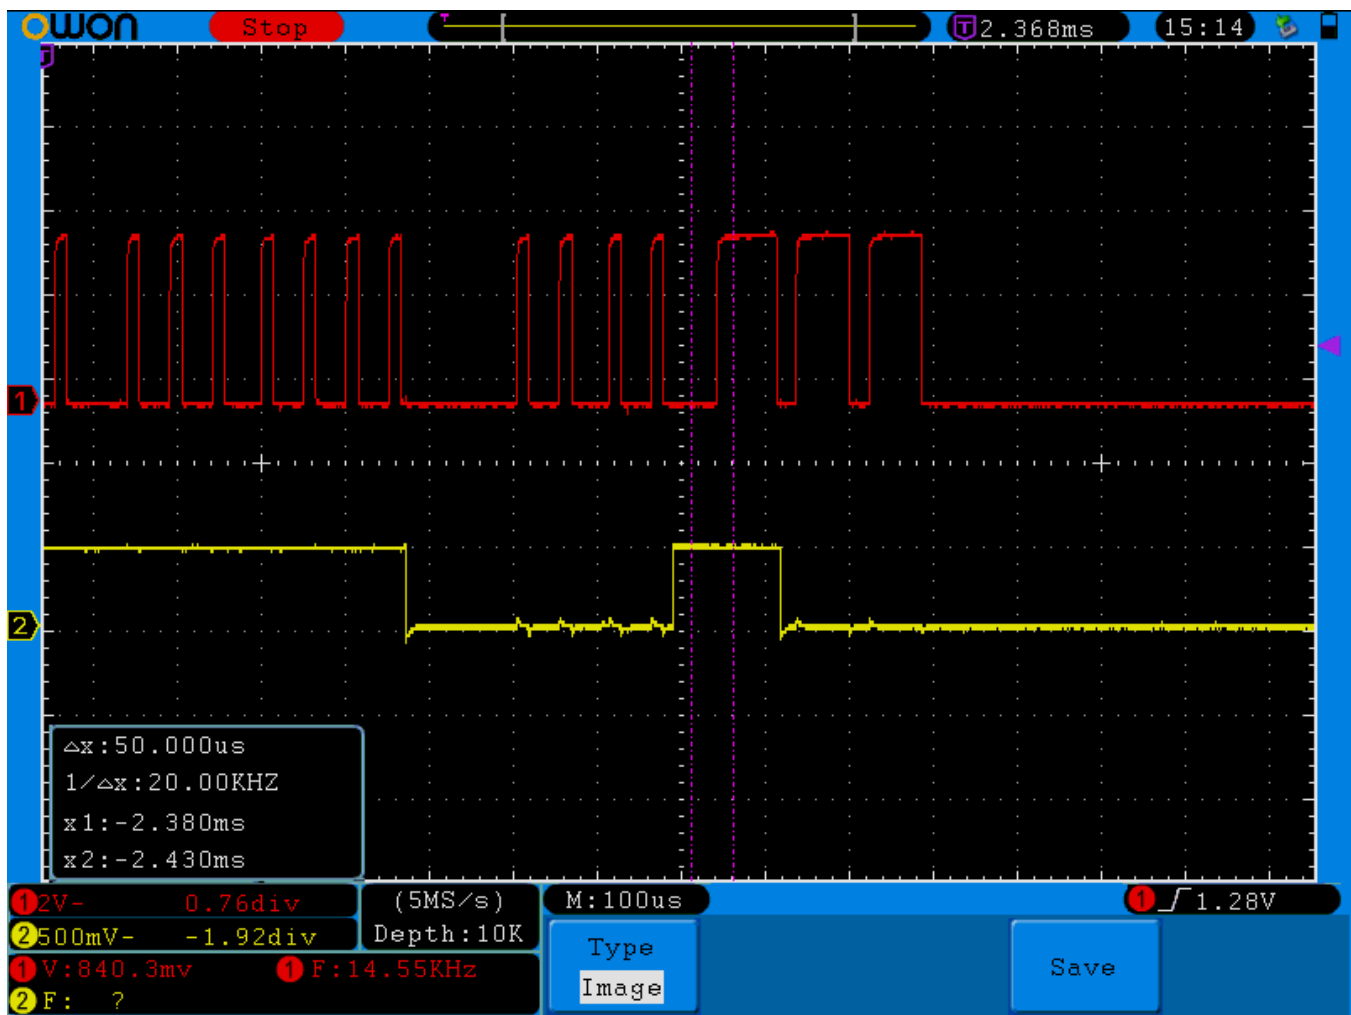 owon Stop T T 2.368ms 15:14
T
1
2
△x:50.000us
1/△x:20.00KHZ
x1:-2.380ms
x2:-2.430ms
1 2V- 0.76div (5MS/s) M:100us 1 1.28V
2 500mV- -1.92div Depth:10K
Type
Image
Save
1 V:840.3mv 1 F:14.55KHz
2 F: ?